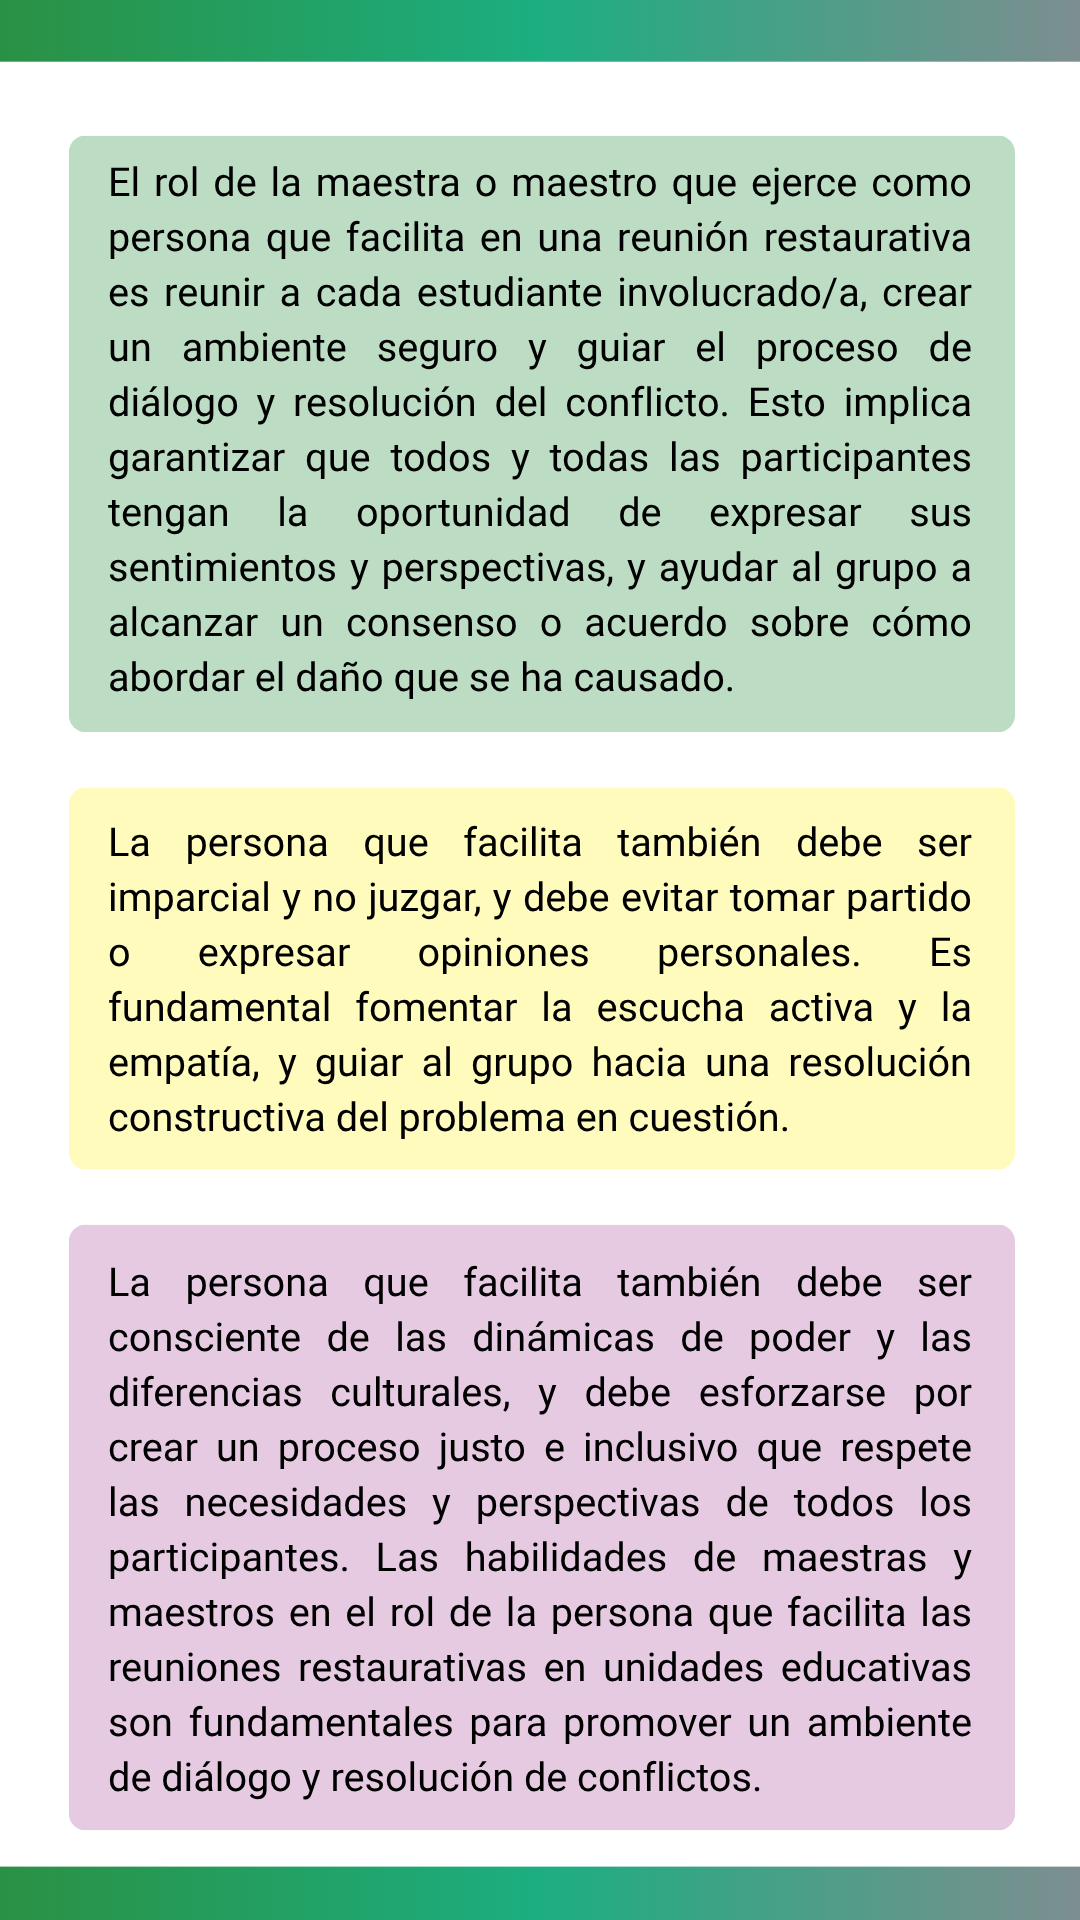 El rol de la maestra o maestro que ejerce como
persona que facilita en una reunión restaurativa
es reunir a cada estudiante involucrado/a, crear
un ambiente seguro y guiar el proceso de
diálogo y resolución del conflicto. Esto implica
garantizar que todos y todas las participantes
tengan la oportunidad de expresar sus
sentimientos y perspectivas, y ayudar al grupo a
alcanzar un consenso o acuerdo sobre cómo
abordar el daño que se ha causado.
La persona que facilita también debe ser
imparcial y no juzgar, y debe evitar tomar partido
o expresar opiniones personales. Es
fundamental fomentar la escucha activa y la
empatía, y guiar al grupo hacia una resolución
constructiva del problema en cuestión.
La persona que facilita también debe ser
consciente de las dinámicas de poder y las
diferencias culturales, y debe esforzarse por
crear un proceso justo e inclusivo que respete
las necesidades y perspectivas de todos los
participantes. Las habilidades de maestras y
maestros en el rol de la persona que facilita las
reuniones restaurativas en unidades educativas
son fundamentales para promover un ambiente
de diálogo y resolución de conflictos.